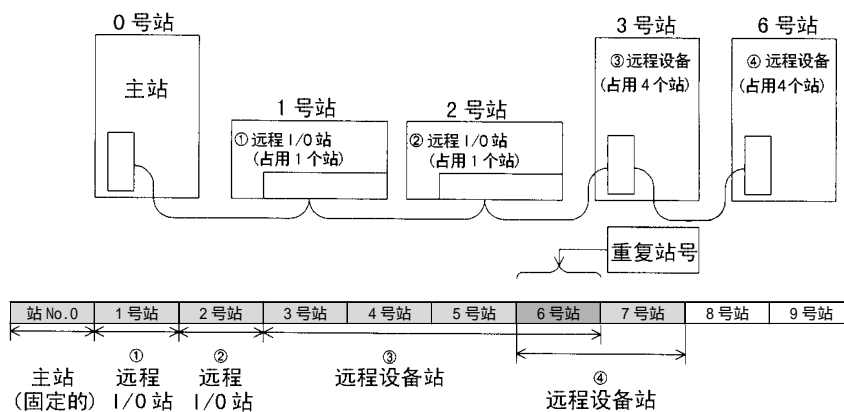 0 号站
主站
1 号站
① 远程 I/O 站
(占用 1 个站)
2 号站
② 远程 I/O 站
(占用 1 个站)
3 号站
③ 远程设备
(占用 4 个站)
6 号站
④ 远程设备
(占用4个站)
重复站号
站 No.0 1 号站 2 号站 3 号站 4 号站 5 号站 6 号站 7 号站 8 号站 9 号站
主站
(固定的)
①
远程
I/O 站
②
远程
I/O 站
③
远程设备站
④
远程设备站